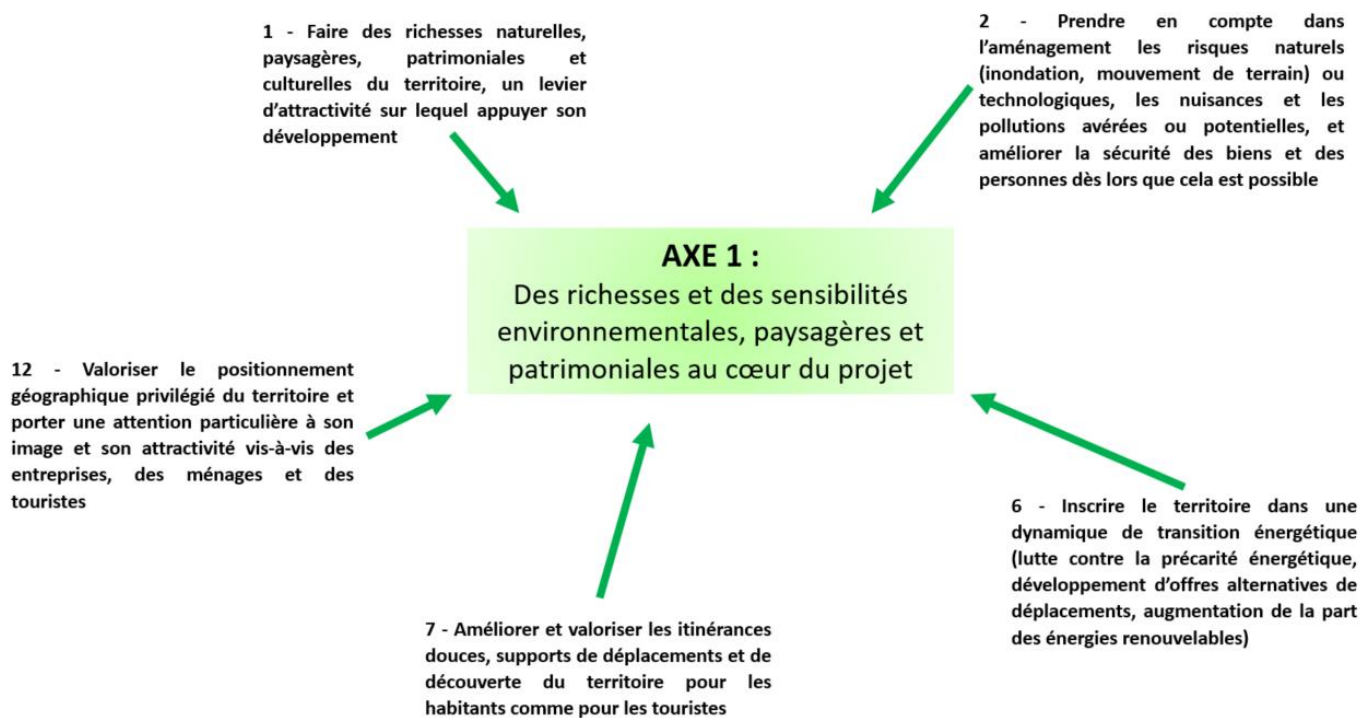 1 - Faire des richesses naturelles,
paysagères, patrimoniales et
culturelles du territoire, un levier
d’attractivité sur lequel appuyer son
développement
2 - Prendre en compte dans
l’aménagement les risques naturels
(inondation, mouvement de terrain) ou
technologiques, les nuisances et les
pollutions avérées ou potentielles, et
améliorer la sécurité des biens et des
personnes dès lors que cela est possible
AXE 1 :
Des richesses et des sensibilités
environnementales, paysagères et
patrimoniales au cœur du projet
12 - Valoriser le positionnement
géographique privilégié du territoire et
porter une attention particulière à son
image et son attractivité vis-à-vis des
entreprises, des ménages et des
touristes
6 - Inscrire le territoire dans une
dynamique de transition énergétique
(lutte contre la précarité énergétique,
développement d’offres alternatives de
déplacements, augmentation de la part
des énergies renouvelables)
7 - Améliorer et valoriser les itinérances
douces, supports de déplacements et de
découverte du territoire pour les
habitants comme pour les touristes